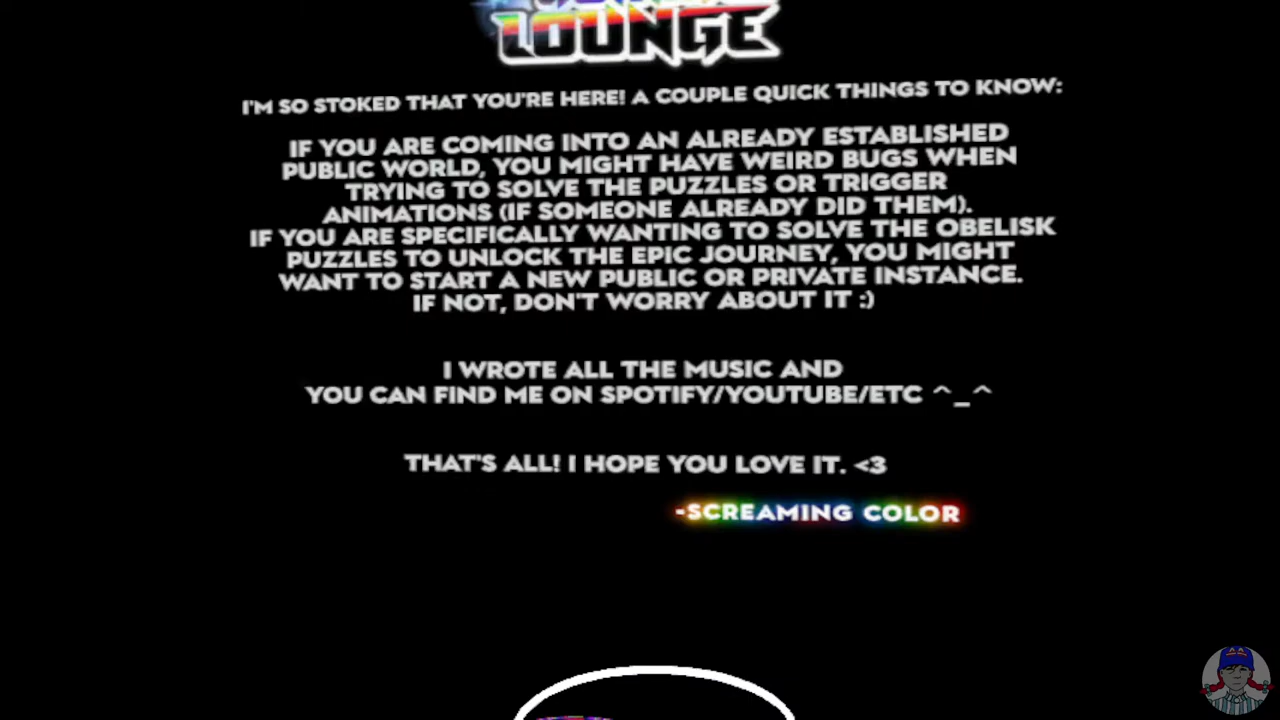 LOUNGE
I'M SO STOKED THAT YOU'RE HERE! A COUPLE QUICK THINGS TO KNOW:
IF YOU ARE COMING INTO AN ALREADY ESTABLISHED
PUBLIC WORLD, YOU MIGHT HAVE WEIRD BUGS WHEN
TRYING TO SOLVE THE PUZZLES OR TRIGGER
ANIMATIONS (IF SOMEONE ALREADY DID THEM).
IF YOU ARE SPECIFICALLY WANTING TO SOLVE THE OBELISK
PUZZLES TO UNLOCK THE EPIC JOURNEY, YOU MIGHT
WANT TO START A NEW PUBLIC OR PRIVATE INSTANCE.
IF NOT, DON'T WORRY ABOUT IT :)
I WROTE ALL THE MUSIC AND
YOU CAN FIND ME ON SPOTIFY/YOUTUBE/ETC ^_^
THAT'S ALL! I HOPE YOU LOVE IT. <3
-SCREAMING COLOR